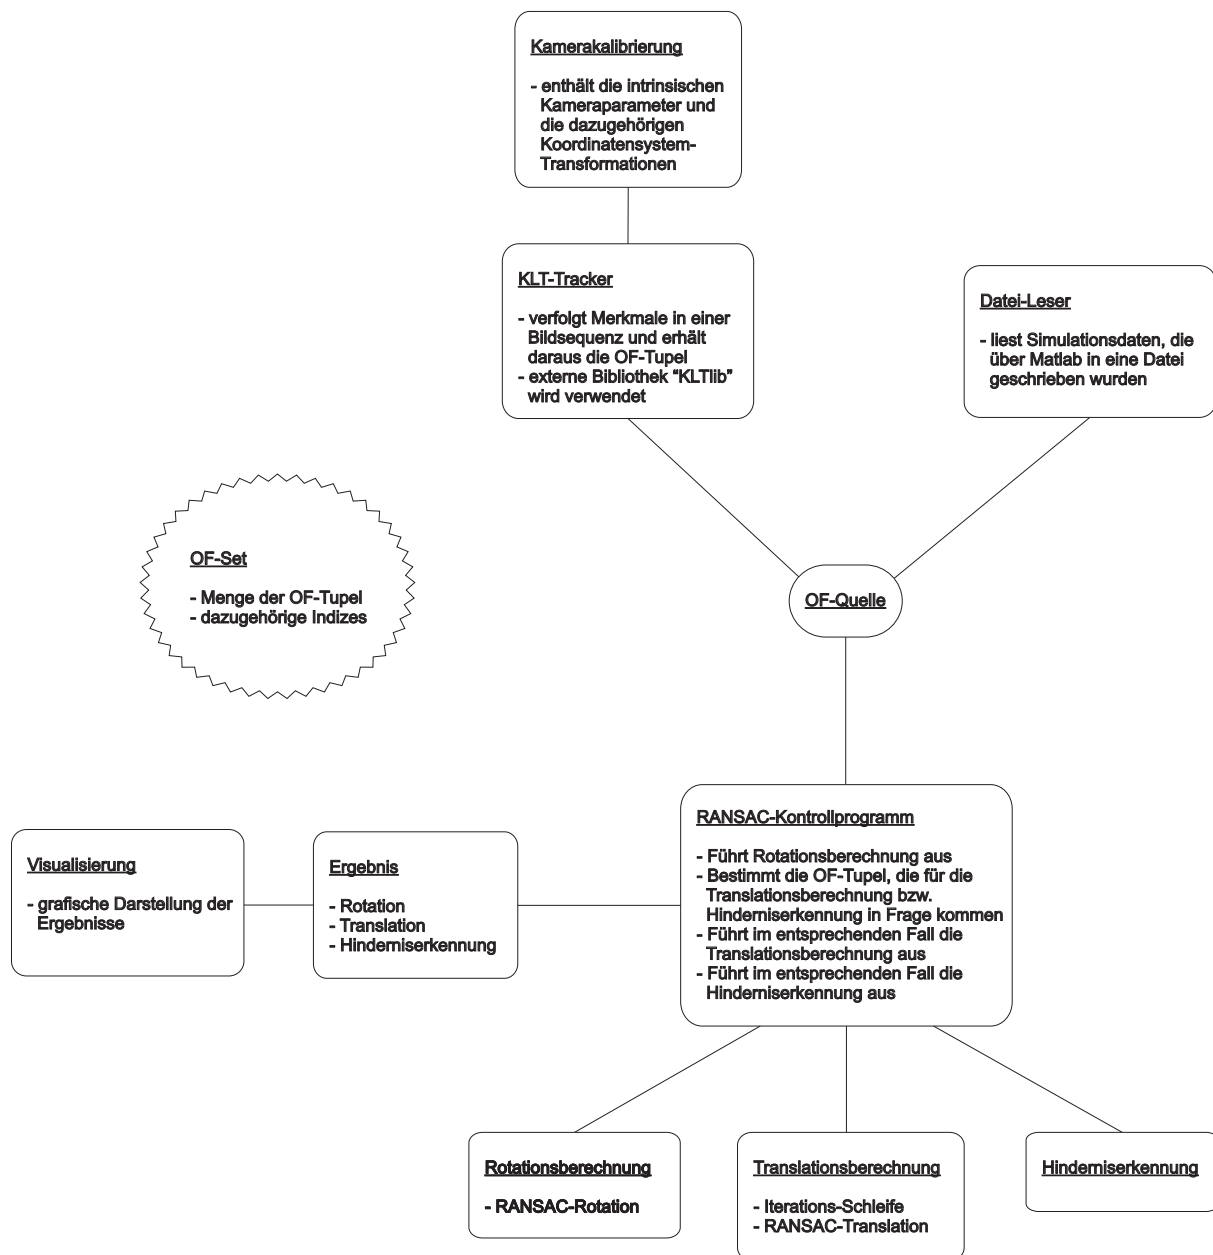 Kamerakalibrierung
- enthält die intrinsischen
Kameraparameter und
die dazugehörigen
Koordinatensystem-
Transformationen
KLT-Tracker
- verfolgt Merkmale in einer
Bildsequenz und erhält
daraus die OF-Tupel
- externe Bibliothek “KLTlib”
wird verwendet
Datei-Leser
- liest Simulationsdaten, die
über Matlab in eine Datei
geschrieben wurden
OF-Set
- Menge der OF-Tupel
- dazugehörige Indizes
OF-Quelle
RANSAC-Kontrollprogramm
- Führt Rotationsberechnung aus
- Bestimmt die OF-Tupel, die für die
Translationsberechnung bzw.
Hinderniserkennung in Frage kommen
- Führt im entsprechenden Fall die
Translationsberechnung aus
- Führt im entsprechenden Fall die
Hinderniserkennung aus
Visualisierung
- grafische Darstellung der
Ergebnisse
Ergebnis
- Rotation
- Translation
- Hinderniserkennung
Rotationsberechnung
- RANSAC-Rotation
Translationsberechnung
- Iterations-Schleife
- RANSAC-Translation
Hinderniserkennung